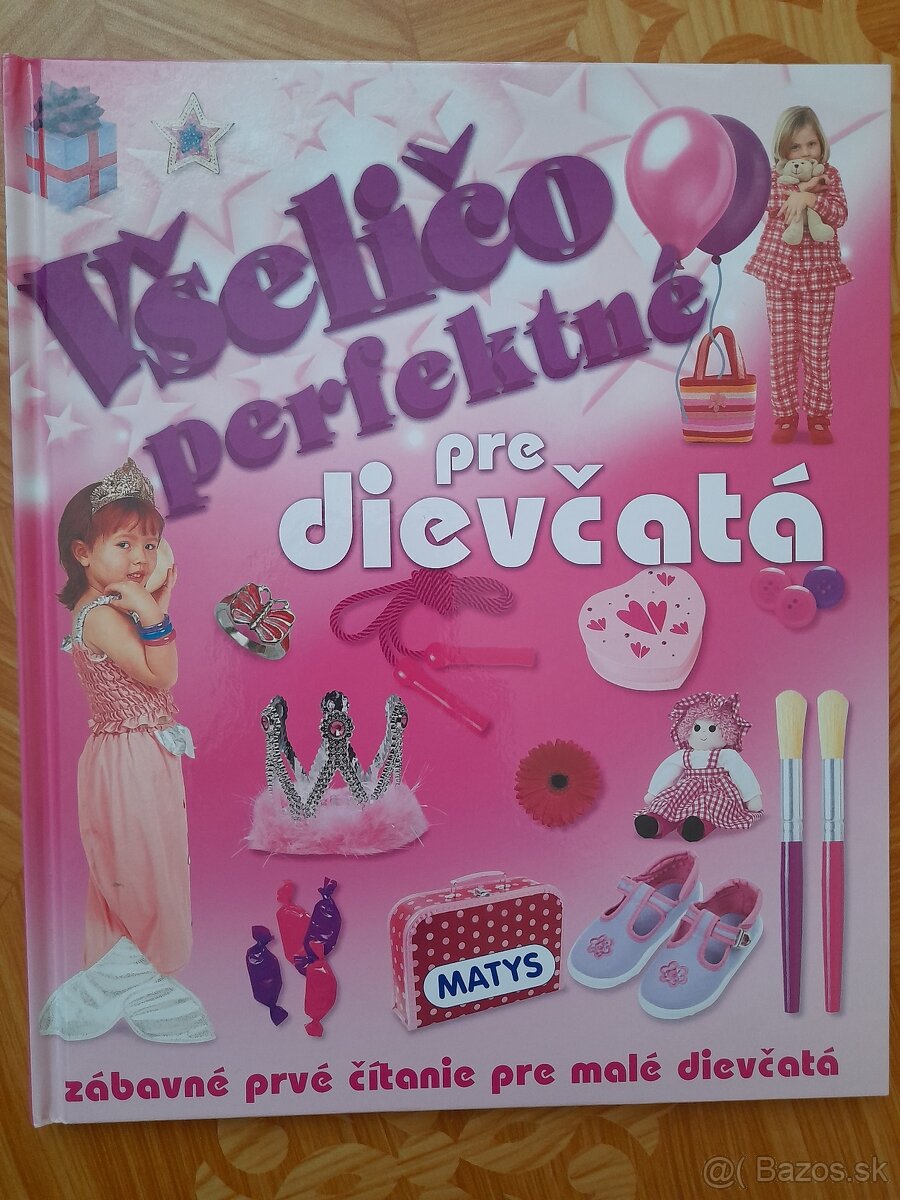 Všeličo
perfektné
pre
dievčatá
MATYS
zábavné prvé čítanie pre malé dievčatá
@( Bazos.sk